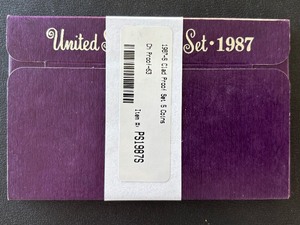 United S Set · 1987
1987-S Clad Proof Set 5 Coins
Ch Proof-63
Item #: PS1987S